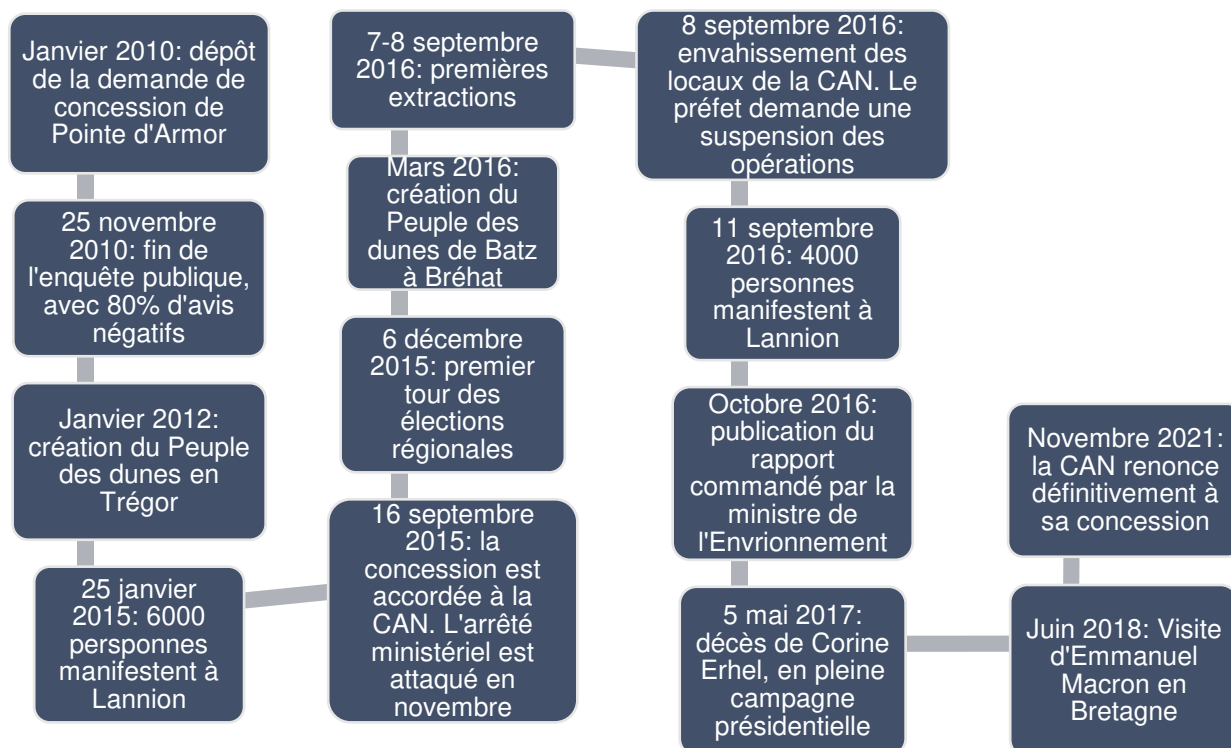 Janvier 2010: dépôt
de la demande de
concession de
Pointe d'Armor
25 novembre
2010: fin de
l'enquête publique,
avec 80% d'avis
négatifs
Janvier 2012:
création du Peuple
des dunes en
Trégor
25 janvier
2015: 6000
persponnes
manifestent à
Lannion
16 septembre
2015: la
concession est
accordée à la
CAN. L'arrêté
ministériel est
attaqué en
novembre
6 décembre
2015: premier
tour des
élections
régionales
Mars 2016:
création du
Peuple des
dunes de Batz
à Bréhat
7-8 septembre
2016: premières
extractions
8 septembre 2016:
envahissement des
locaux de la CAN. Le
préfet demande une
suspension des
opérations
11 septembre
2016: 4000
personnes
manifestent à
Lannion
Octobre 2016:
publication du
rapport
commandé par la
ministre de
l'Envrionnement
5 mai 2017:
décès de Corine
Erhel, en pleine
campagne
présidentielle
Juin 2018: Visite
d'Emmanuel
Macron en
Bretagne
Novembre 2021:
la CAN renonce
définitivement à
sa concession